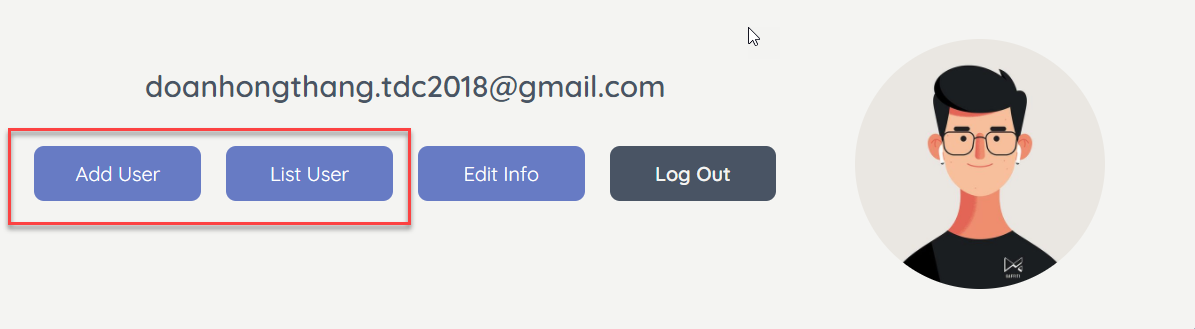 doanhongthang.tdc2018@gmail.com
Add User List User Edit Info Log Out